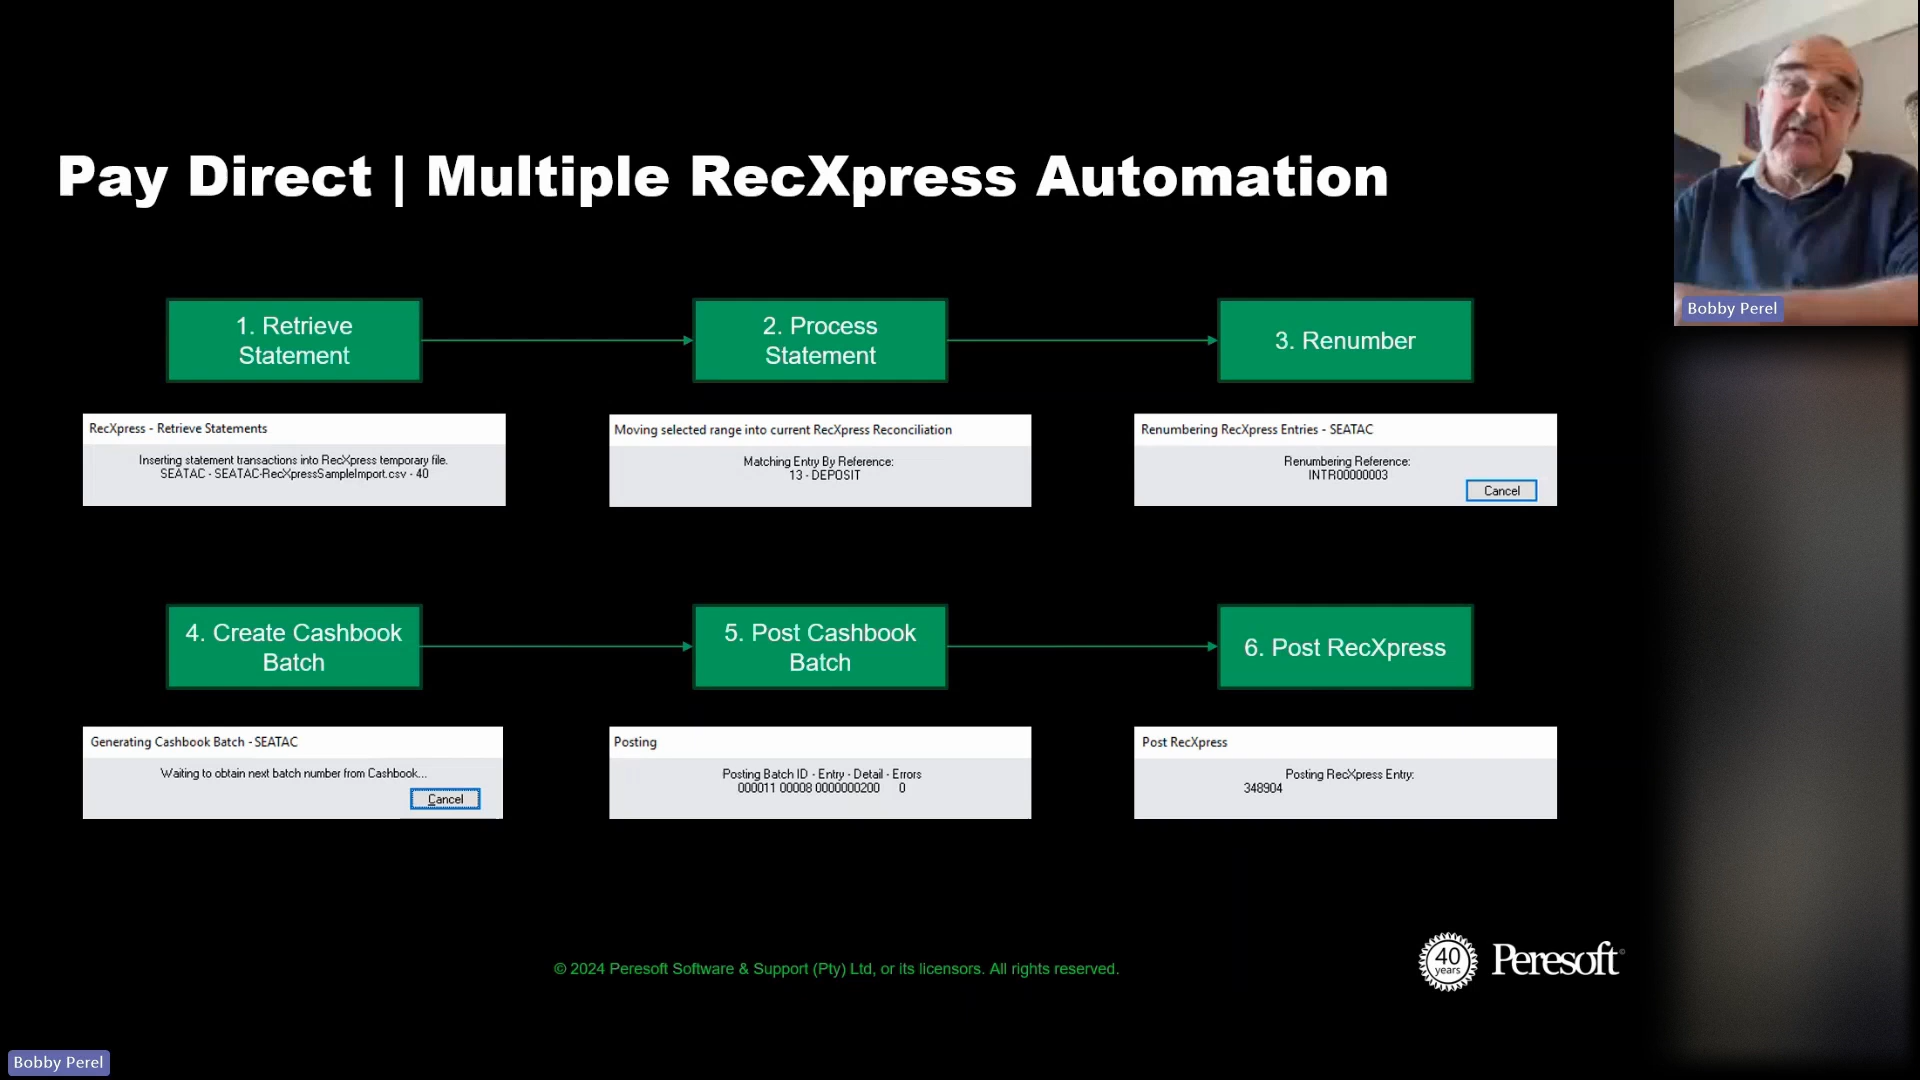 Pay Direct | Multiple RecXpress Automation
Bobby Perel
1. Retrieve
Statement
2. Process
Statement
3. Renumber
RecXpress - Retrieve Statements
Inserting statement transactions into RecXpress temporary file.
SEATAC - SEATAC-RecXpressSampleImport.csv - 40
Moving selected range into current RecXpress Reconciliation
Matching Entry By Reference:
13 - DEPOSIT
Renumbering RecXpress Entries - SEATAC
Renumbering Reference:
INTR00000003
Cancel
4. Create Cashbook
Batch
5. Post Cashbook
Batch
6. Post RecXpress
Generating Cashbook Batch - SEATAC
Waiting to obtain next batch number from Cashbook...
Cancel
Posting
Posting Batch ID - Entry - Detail - Errors
000011 00008 0000000200 0
Post RecXpress
Posting RecXpress Entry:
348904
© 2024 Peresoft Software & Support (Pty) Ltd, or its licensors. All rights reserved.
40
years
Peresoft
Bobby Perel